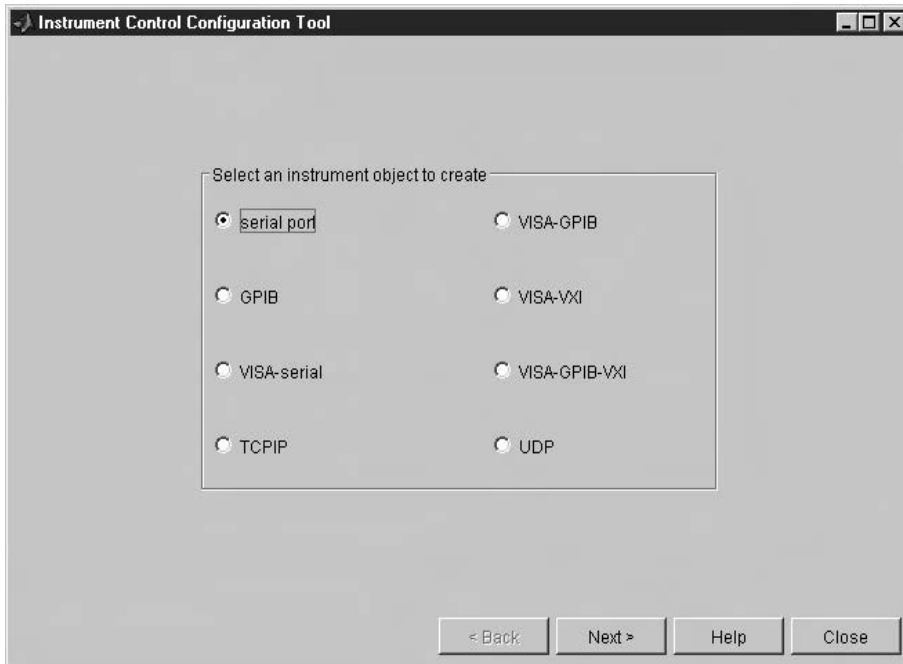 Instrument Control Configuration Tool
Select an instrument object to create
serial port
VISA-GPIB
GPIB
VISA-VXI
VISA-serial
VISA-GPIB-VXI
TCPIP
UDP
< Back
Next >
Help
Close